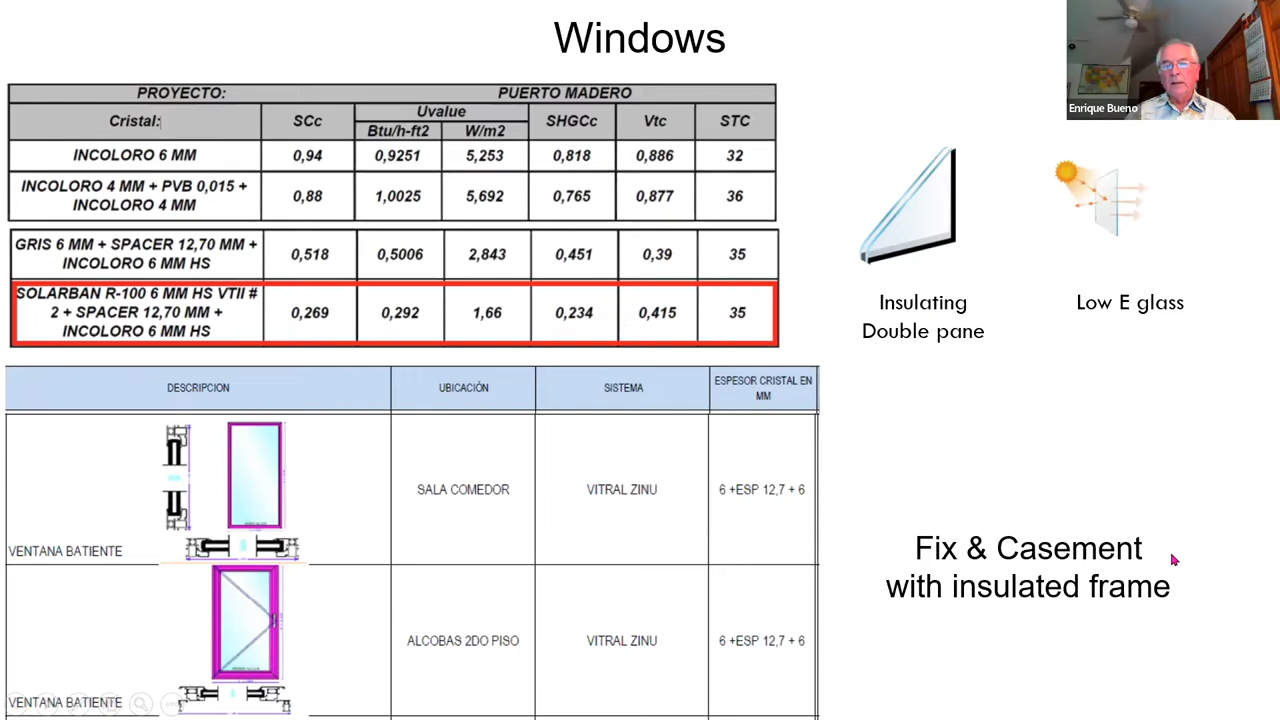 Windows
Enrique Bueno
PROYECTO: PUERTO MADERO
Cristal: SCc Uvalue SHGCc Vtc STC
Btu/h-ft2 W/m2
INCOLORO 6 MM 0,94 0,9251 5,253 0,818 0,886 32
INCOLORO 4 MM + PVB 0,015 +
INCOLORO 4 MM 0,88 1,0025 5,692 0,765 0,877 36
GRIS 6 MM + SPACER 12,70 MM +
INCOLORO 6 MM HS 0,518 0,5006 2,843 0,451 0,39 35
SOLARBAN R-100 6 MM HS VTII #
2 + SPACER 12,70 MM + 0,269 0,292 1,66 0,234 0,415 35
INCOLORO 6 MM HS
Insulating
Double pane
Low E glass
DESCRIPCION UBICACIÓN SISTEMA ESPESOR CRISTAL EN
MM
VENTANA BATIENTE SALA COMEDOR VITRAL ZINU 6 +ESP 12,7 + 6
VENTANA BATIENTE ALCOBAS 2DO PISO VITRAL ZINU 6 +ESP 12,7 + 6
Fix & Casement
with insulated frame